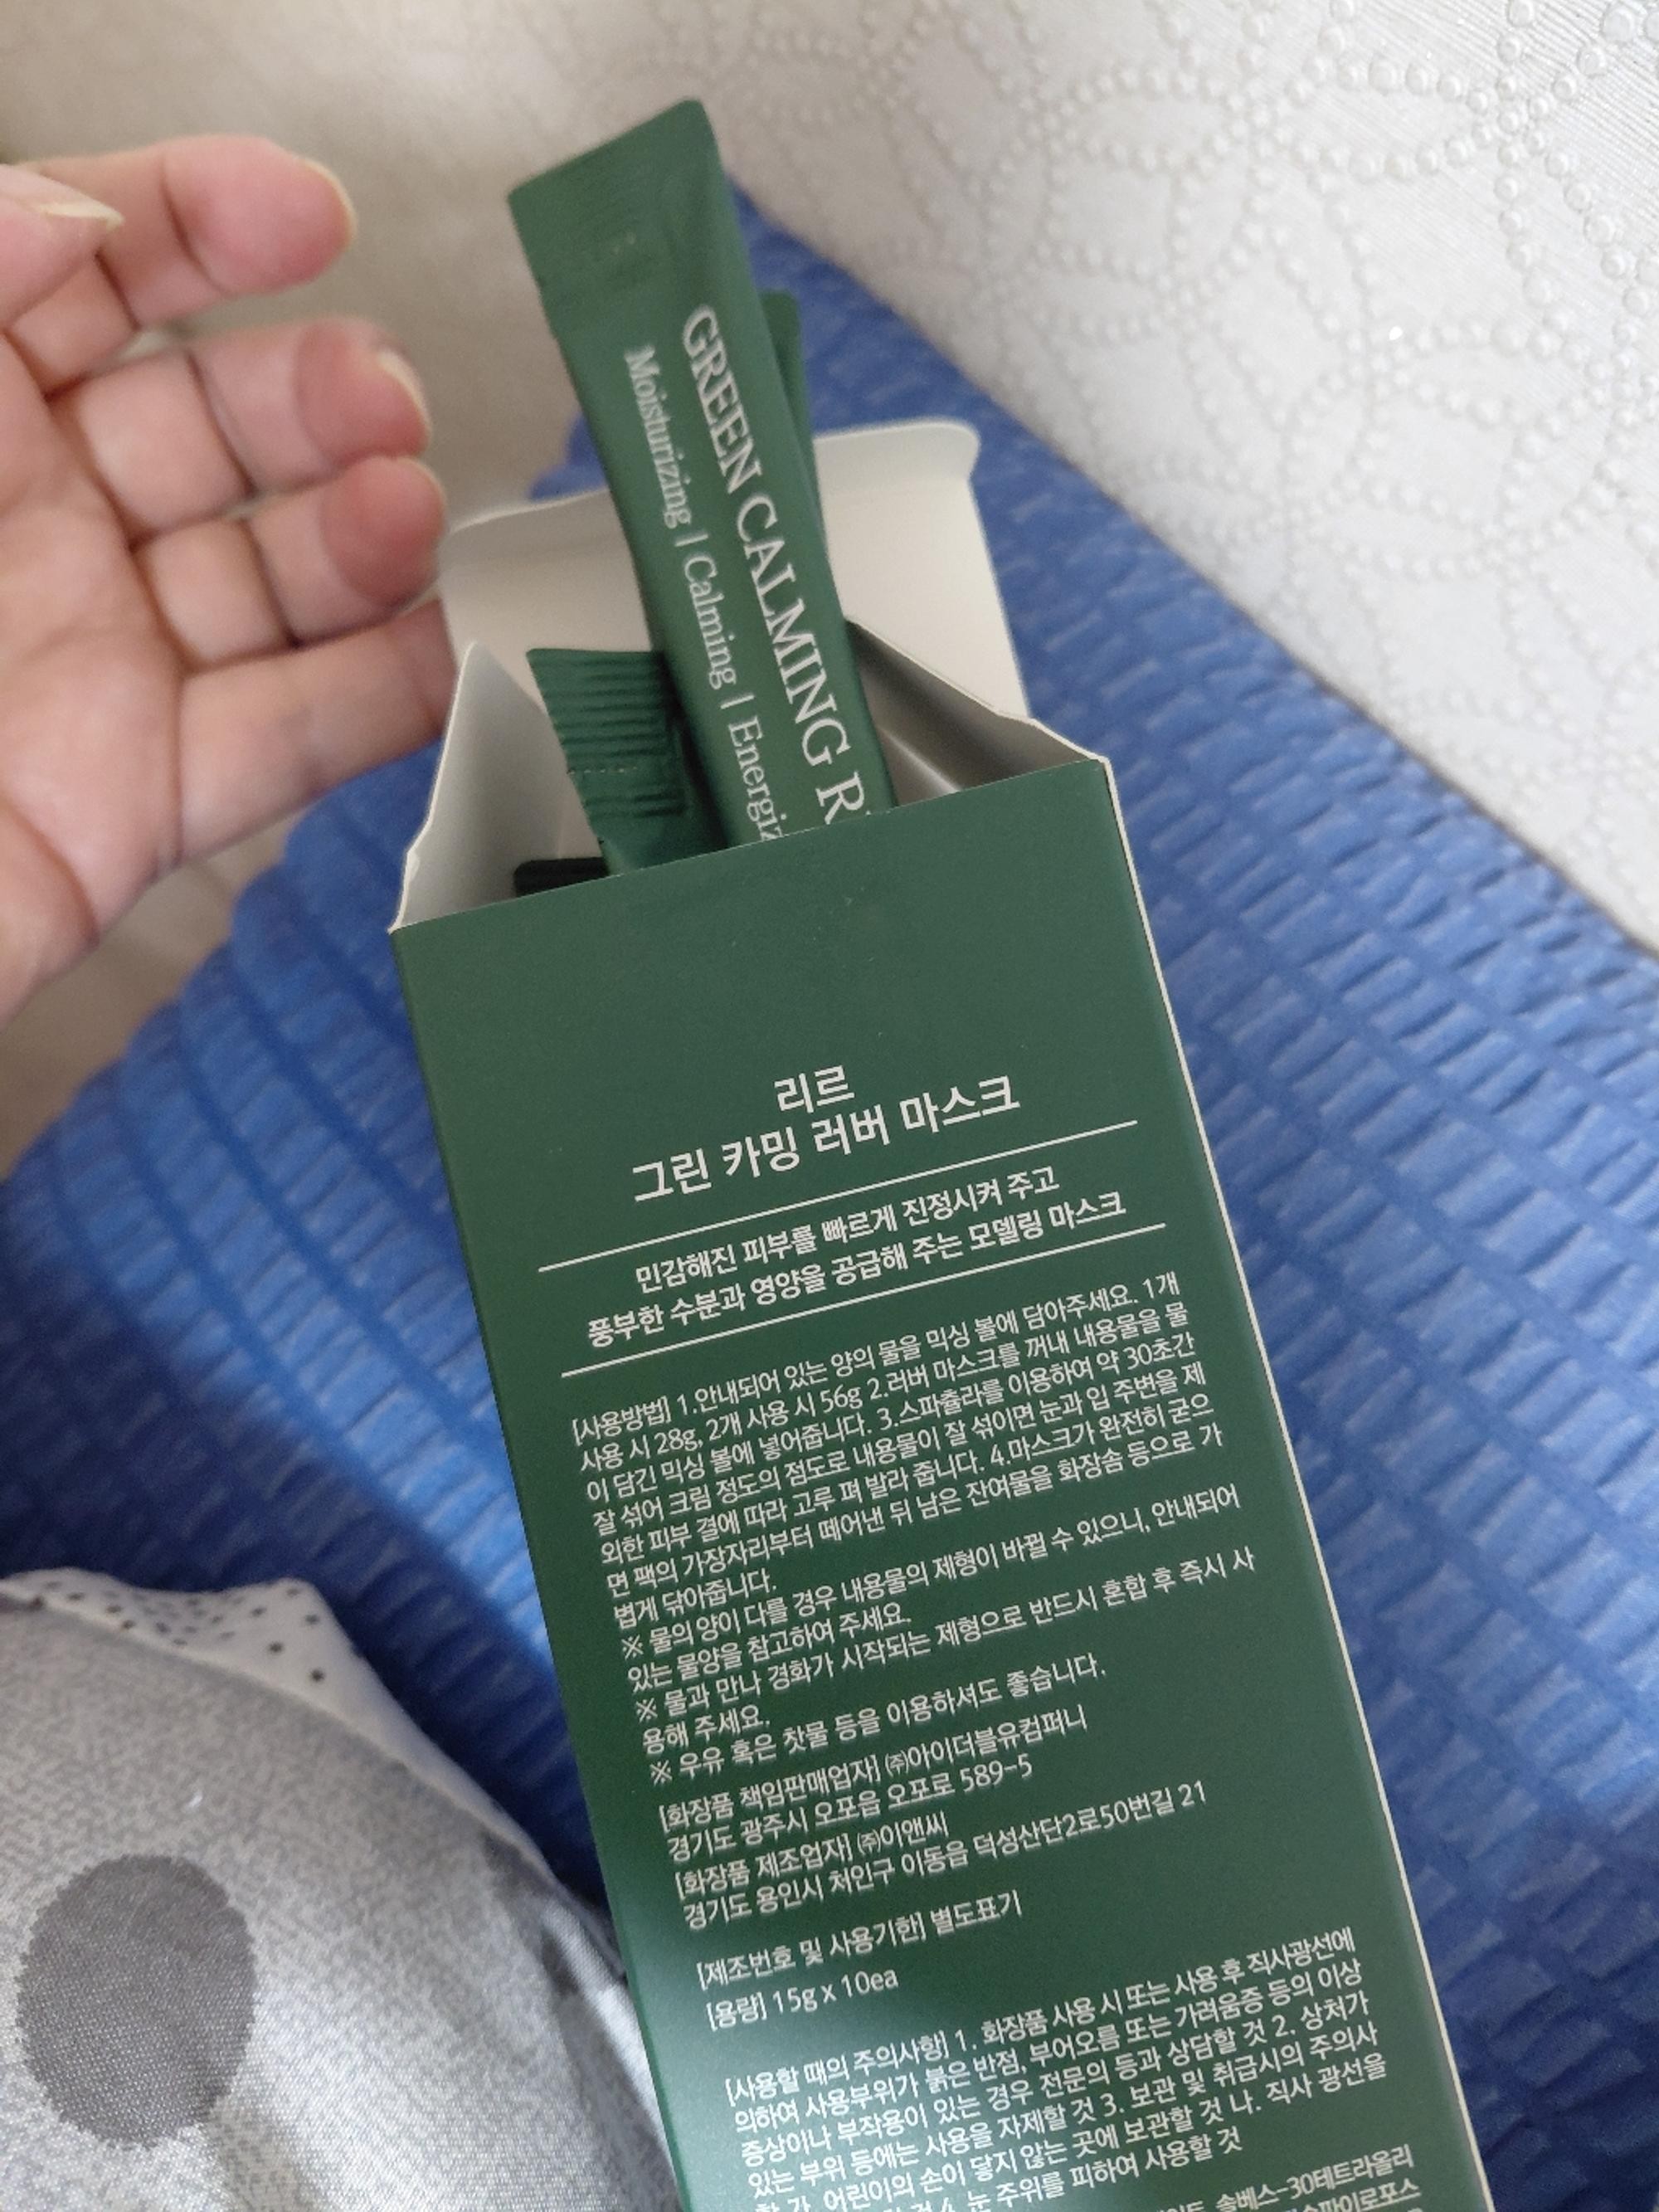 GREEN CALMING
Moisturizing | Calming |
리르
그린 카밍 러버 마스크
민감해진 피부를 빠르게 진정시켜 주고
풍부한 수분과 영양을 공급해 주는 모델링 마스크
[사용방법] 1.안내되어 있는 양의 물을 믹싱 볼에 담아주세요. 1개
사용 시 28g, 2개 사용 시 56g 2.러버 마스크를 꺼내 내용물을 물
이 담긴 믹싱 볼에 넣어줍니다. 3.스파츌라를 이용하여 약 30초간
잘 섞어 크림 정도의 점도로 내용물이 잘 섞이면 눈과 입 주변을 제
외한 피부 결에 따라 고루 펴 발라 줍니다. 4.마스크가 완전히 굳으
면 팩의 가장자리부터 떼어낸 뒤 남은 잔여물을 화장솜 등으로 가
볍게 닦아줍니다.
※ 물의 양이 다를 경우 내용물의 제형이 바뀔 수 있으니, 안내되어
있는 물양을 참고하여 주세요.
※ 물과 만나 경화가 시작되는 제형으로 반드시 혼합 후 즉시 사
용해 주세요.
※ 우유 혹은 찻물 등을 이용하셔도 좋습니다.
[화장품 책임판매업자] ㈜아이더블유컴퍼니
경기도 광주시 오포읍 오포로 589-5
[화장품 제조업자] ㈜이앤씨
경기도 용인시 처인구 이동읍 덕성산단2로50번길 21
[제조번호 및 사용기한] 별도표기
[용량] 15g x 10ea
[사용할 때의 주의사항] 1. 화장품 사용 시 또는 사용 후 직사광선에
의하여 사용부위가 붉은 반점, 부어오름 또는 가려움증 등의 이상
증상이나 부작용이 있는 경우 전문의 등과 상담할 것 2. 상처가
있는 부위 등에는 사용을 자제할 것 3. 보관 및 취급시의 주의사
항 가. 어린이의 손이 닿지 않는 곳에 보관할 것 나. 직사 광선을
4. 눈 주위를 피하여 사용할 것
솔베스-30테트라올리